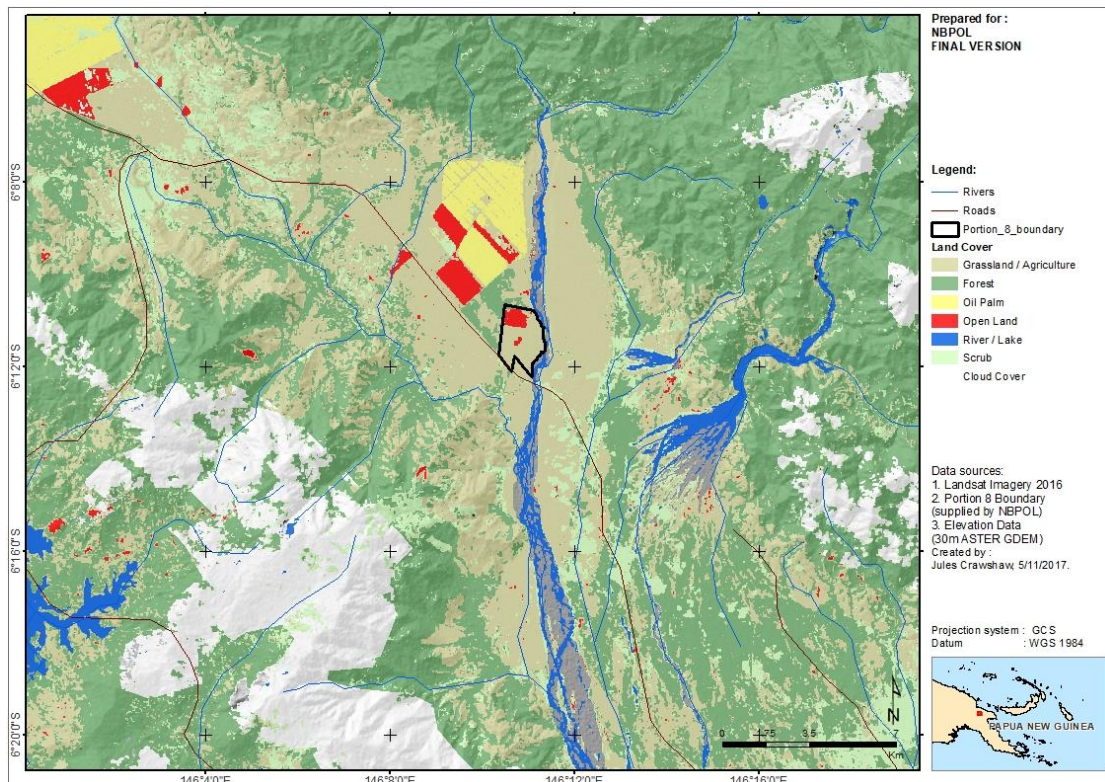 Prepared for :
NBPOL
FINAL VERSION
Legend:
Rivers
Roads
Portion_8_boundary
Land Cover
Grassland / Agriculture
Forest
Oil Palm
Open Land
River / Lake
Scrub
Cloud Cover
Data sources:
1. Landsat Imagery 2016
2. Portion 8 Boundary
(supplied by NBPOL)
3. Elevation Data
(30m ASTER GDEM)
Created by :
Jules Crawshaw, 5/11/2017.
Projection system : GCS
Datum : WGS 1984
PAPUA NEW GUINEA
6°8'0"S
6°12'0"S
6°16'0"S
6°20'0"S
146°4'0"E
146°8'0"E
146°12'0"E
146°16'0"E
N
0 .75 3.5 7
Km